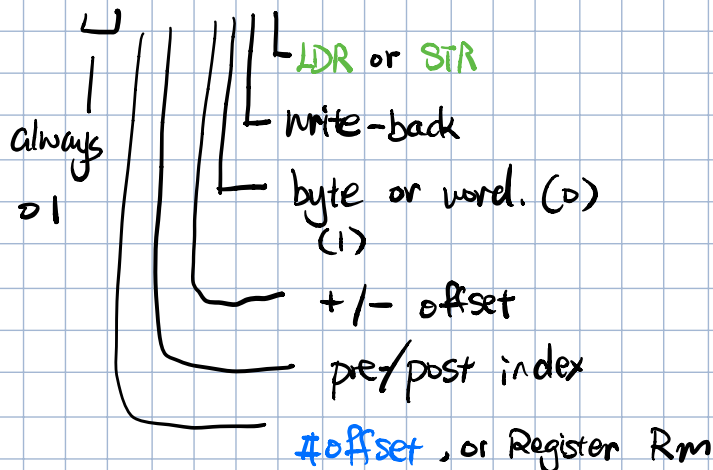 LDR or STR
write-back
always
01
byte or word. (0)
(1)
+/- offset
pre/post index
#offset, or Register Rm